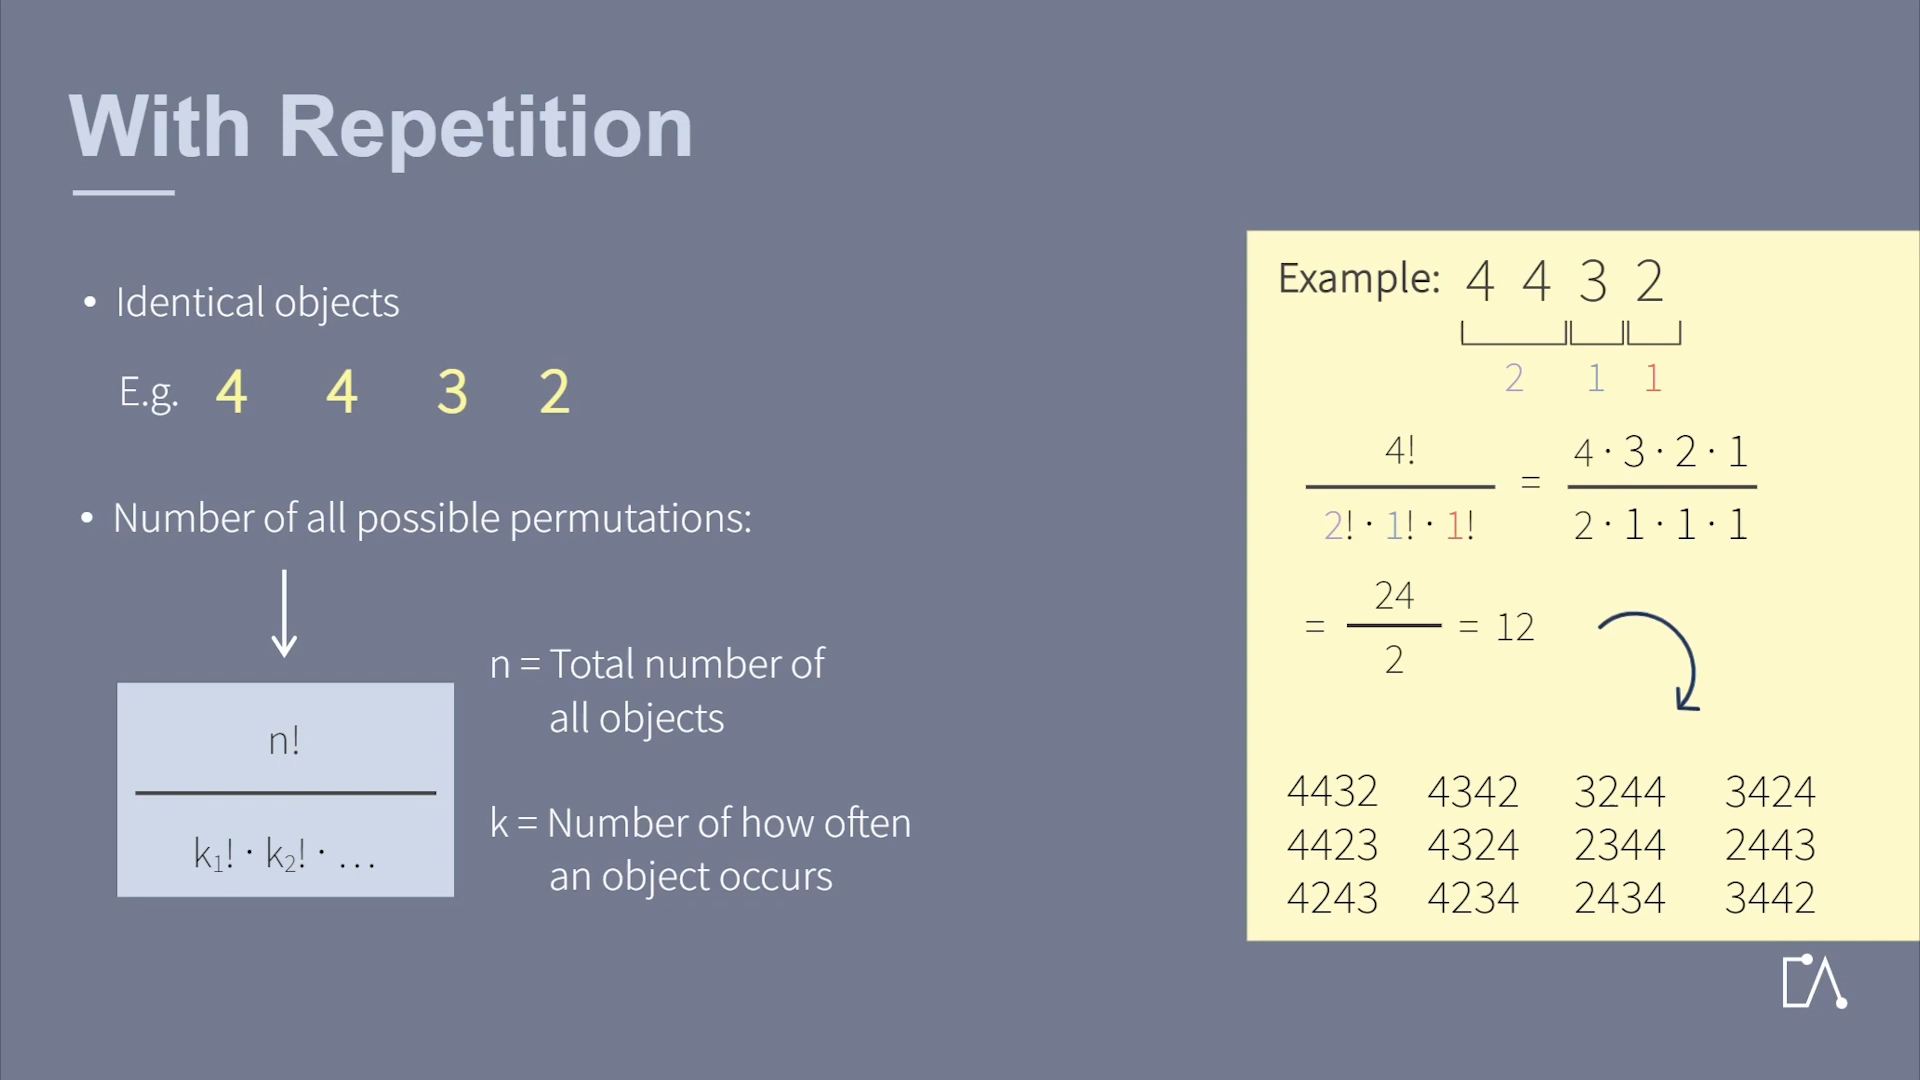 With Repetition
• Identical objects
E.g. 4 4 3 2
• Number of all possible permutations:
n!
k₁! · k₂! · …
n = Total number of
all objects
k = Number of how often
an object occurs
Example: 4 4 3 2
2 1 1
4!
2! · 1! · 1!
=
4 · 3 · 2 · 1
2 · 1 · 1 · 1
=
24
2
= 12
4432 4342 3244 3424
4423 4324 2344 2443
4243 4234 2434 3442